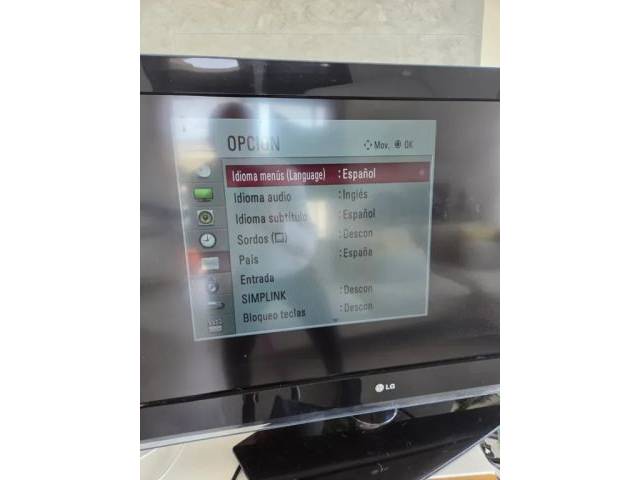 OPCION
Mov. OK
Idioma menús (Language) : Español
Idioma audio : Inglés
Idioma subtítulo : Español
Sordos ( ) : Descon
País : España
Entrada
SIMPLINK : Descon
Bloqueo teclas : Descon
LG